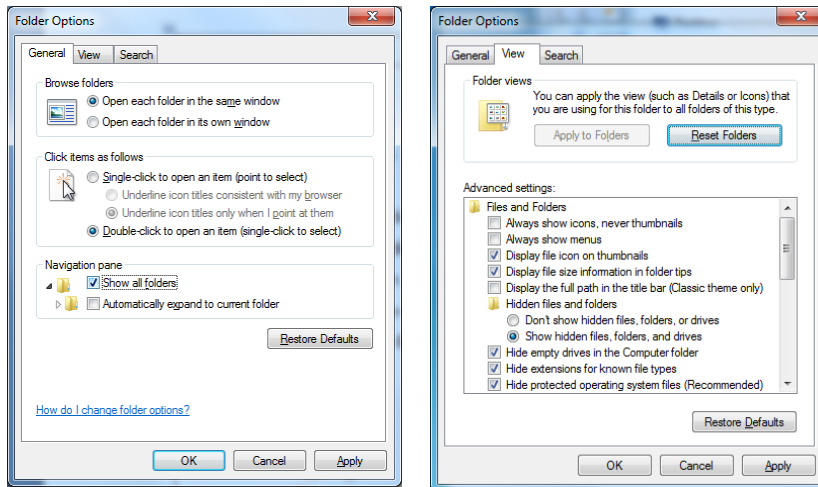 Folder Options
General View Search
Browse folders
Open each folder in the same window
Open each folder in its own window
Click items as follows
Single-click to open an item (point to select)
Underline icon titles consistent with my browser
Underline icon titles only when I point at them
Double-click to open an item (single-click to select)
Navigation pane
Show all folders
Automatically expand to current folder
Restore Defaults
How do I change folder options?
OK Cancel Apply
Folder Options
General View Search
Folder views
You can apply the view (such as Details or Icons) that
you are using for this folder to all folders of this type.
Apply to Folders Reset Folders
Advanced settings:
Files and Folders
Always show icons, never thumbnails
Always show menus
Display file icon on thumbnails
Display file size information in folder tips
Display the full path in the title bar (Classic theme only)
Hidden files and folders
Don't show hidden files, folders, or drives
Show hidden files, folders, and drives
Hide empty drives in the Computer folder
Hide extensions for known file types
Hide protected operating system files (Recommended)
Restore Defaults
OK Cancel Apply